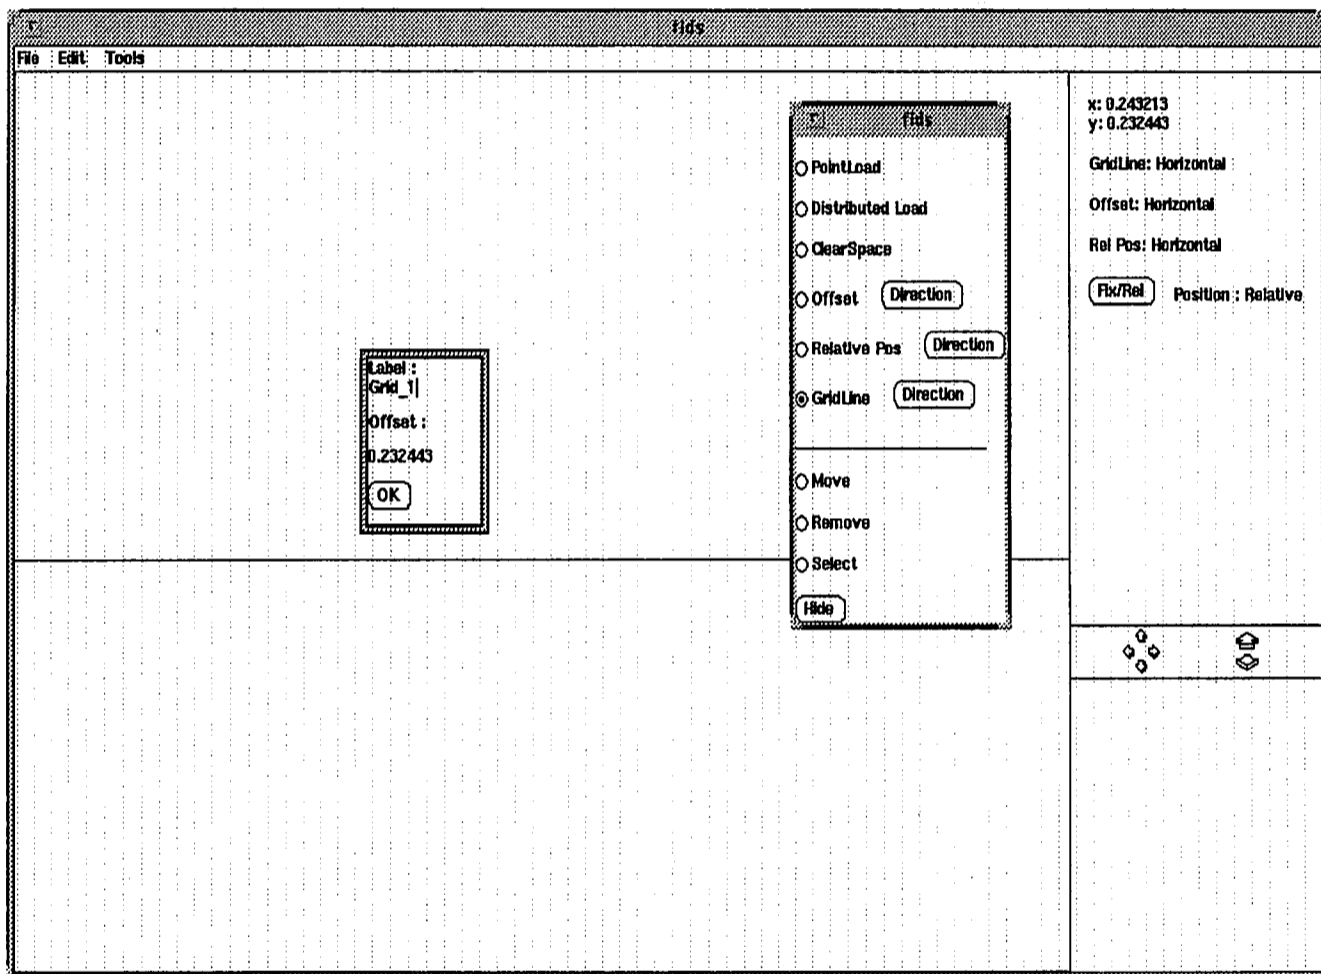 fids
File Edit Tools
fids
PointLoad
Distributed Load
ClearSpace
Offset Direction
Relative Pos Direction
GridLine Direction
Move
Remove
Select
Hide
Label :
Grid_1
Offset :
0.232443
OK
x: 0.243213
y: 0.232443
GridLine: Horizontal
Offset: Horizontal
Rel Pos: Horizontal
Fix/Rel Position : Relative